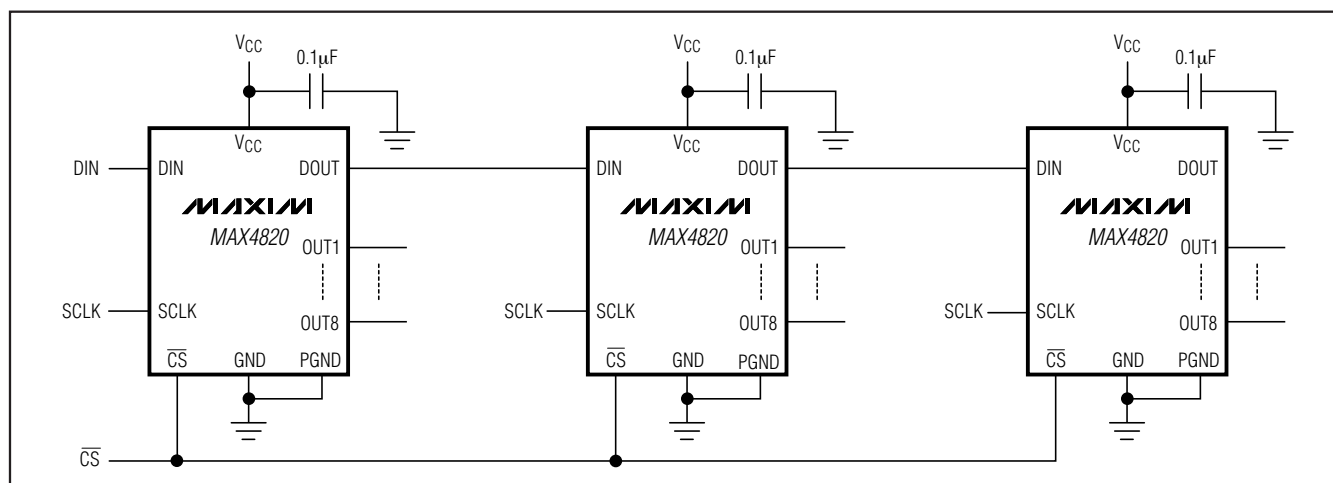 VCC VCC VCC
0.1µF 0.1µF 0.1µF
VCC VCC VCC
DIN DIN DOUT DIN DOUT DIN DOUT
MAXIM MAXIM MAXIM
MAX4820 MAX4820 MAX4820
OUT1 OUT1 OUT1
SCLK SCLK SCLK SCLK SCLK SCLK
OUT8 OUT8 OUT8
CS GND PGND CS GND PGND CS GND PGND
CS